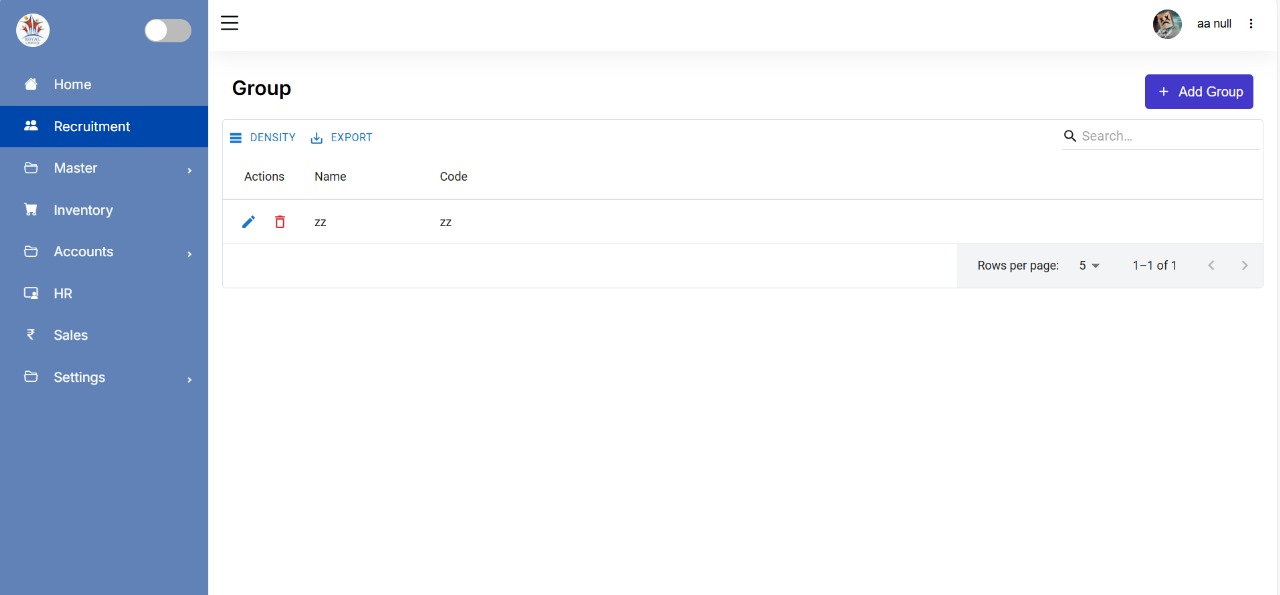 aa null
Home
Group
+ Add Group
Recruitment
DENSITY EXPORT
Search...
Master
Actions Name Code
Inventory
zz zz
Accounts
Rows per page: 5 1–1 of 1
HR
₹ Sales
Settings